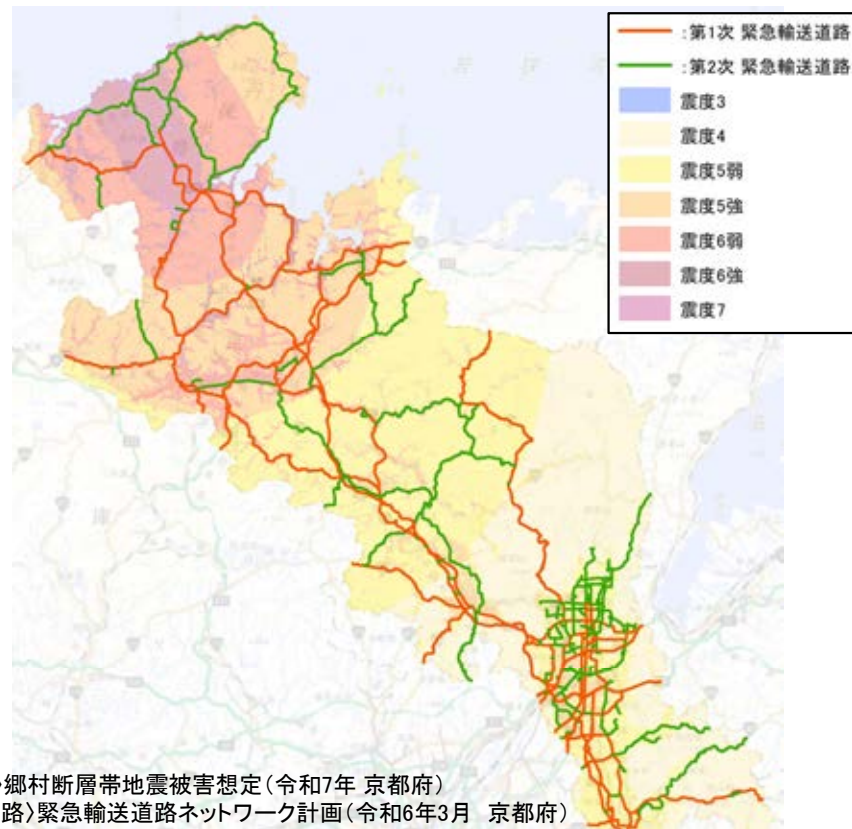 :第1次 緊急輸送道路
:第2次 緊急輸送道路
震度3
震度4
震度5弱
震度5強
震度6弱
震度6強
震度7
郷村断層帯地震被害想定(令和7年 京都府)
路〉緊急輸送道路ネットワーク計画(令和6年3月 京都府)